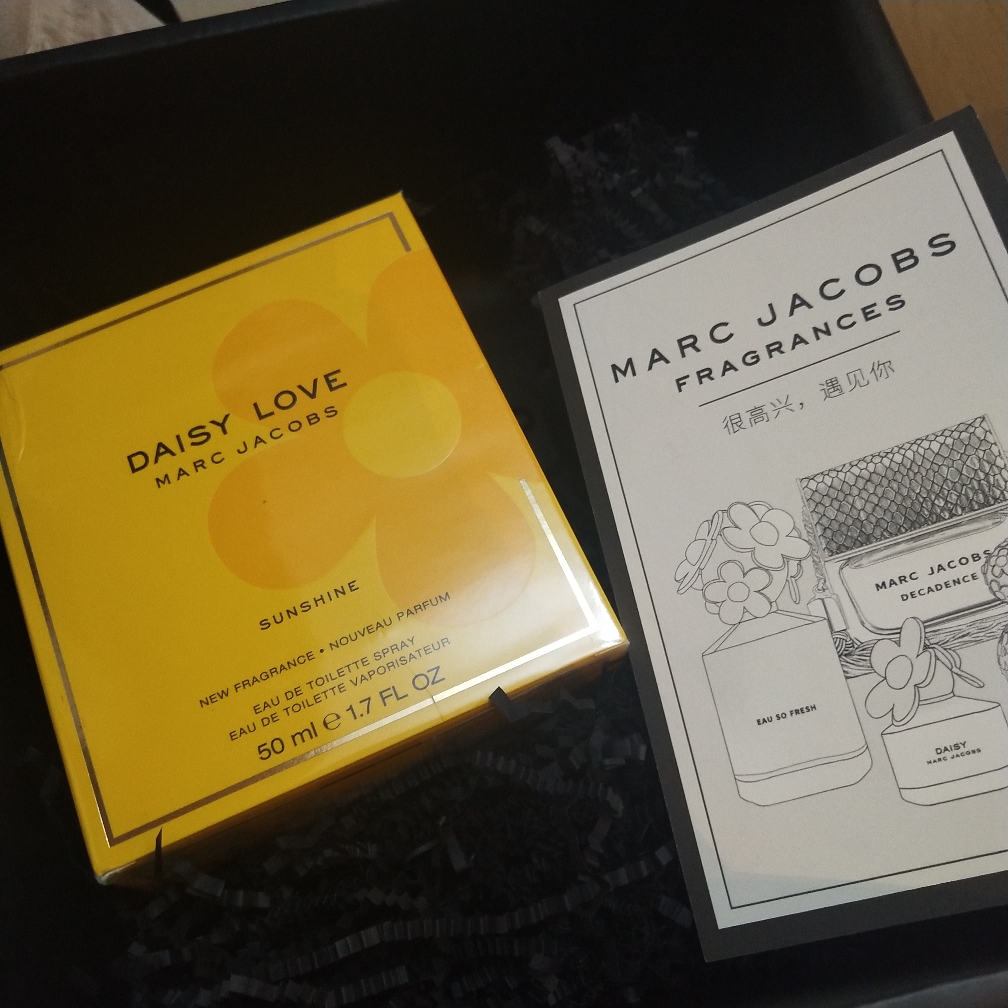 DAISY LOVE
MARC JACOBS
SUNSHINE
NEW FRAGRANCE • NOUVEAU PARFUM
EAU DE TOILETTE SPRAY
EAU DE TOILETTE VAPORISATEUR
50 ml ℮ 1.7 FL OZ
MARC JACOBS
FRAGRANCES
很高兴，遇见你
MARC JACOBS
DECADENCE
EAU SO FRESH
DAISY
MARC JACOBS